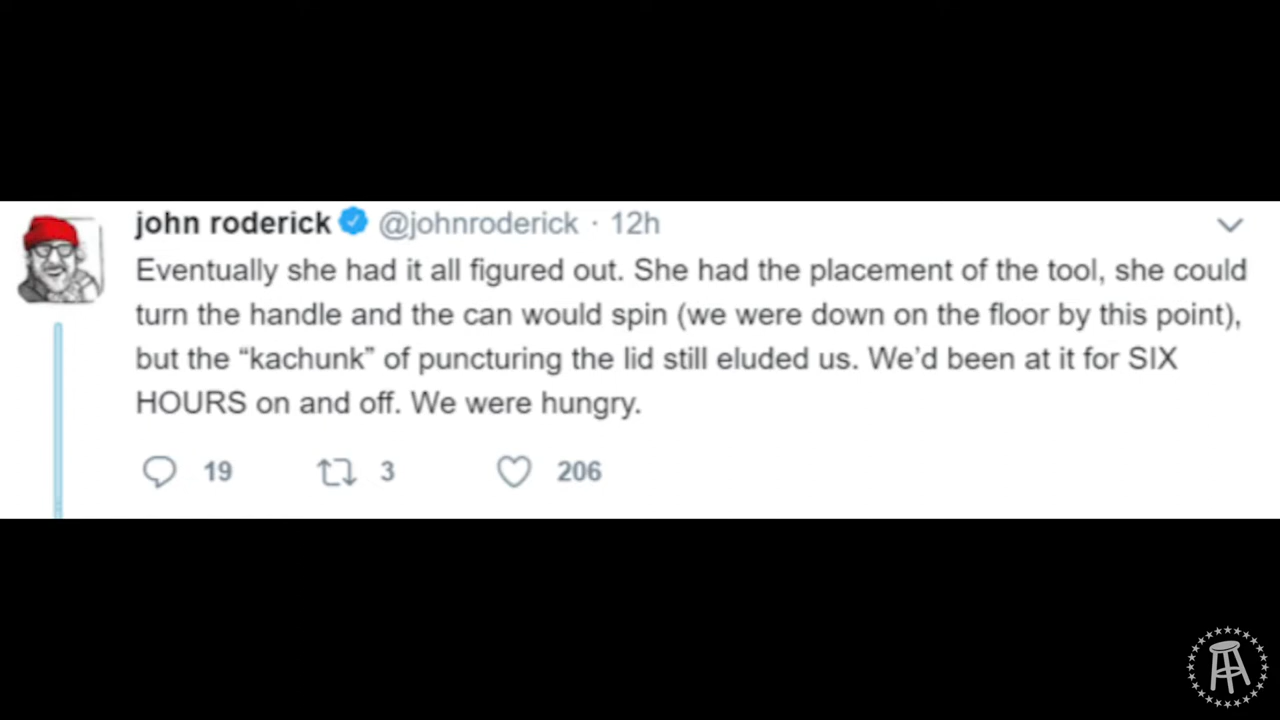 john roderick @johnroderick · 12h
Eventually she had it all figured out. She had the placement of the tool, she could
turn the handle and the can would spin (we were down on the floor by this point),
but the “kachunk” of puncturing the lid still eluded us. We’d been at it for SIX
HOURS on and off. We were hungry.
19 3 206